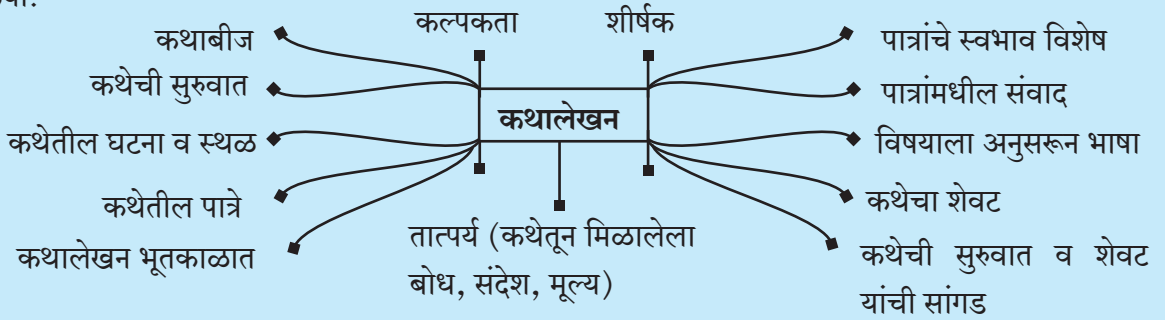 कल्पकता
शीर्षक
कथाबीज
कथेची सुरुवात
कथेतील घटना व स्थळ
कथेतील पात्रे
कथालेखन भूतकाळात
कथालेखन
तात्पर्य (कथेतून मिळालेला
बोध, संदेश, मूल्य)
पात्रांचे स्वभाव विशेष
पात्रांमधील संवाद
विषयाला अनुसरून भाषा
कथेचा शेवट
कथेची सुरुवात व शेवट
यांची सांगड